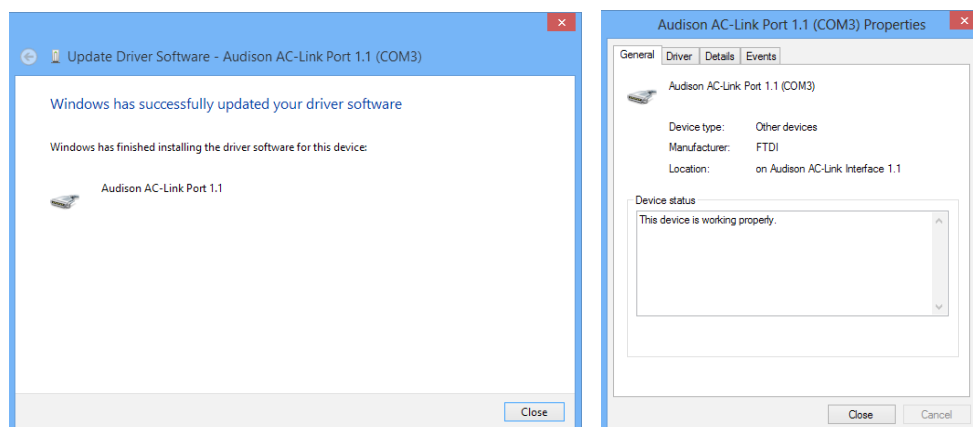 Update Driver Software - Audison AC-Link Port 1.1 (COM3)
Windows has successfully updated your driver software
Windows has finished installing the driver software for this device:
Audison AC-Link Port 1.1
Close
Audison AC-Link Port 1.1 (COM3) Properties
General Driver Details Events
Audison AC-Link Port 1.1 (COM3)
Device type: Other devices
Manufacturer: FTDI
Location: on Audison AC-Link Interface 1.1
Device status
This device is working properly.
Close Cancel